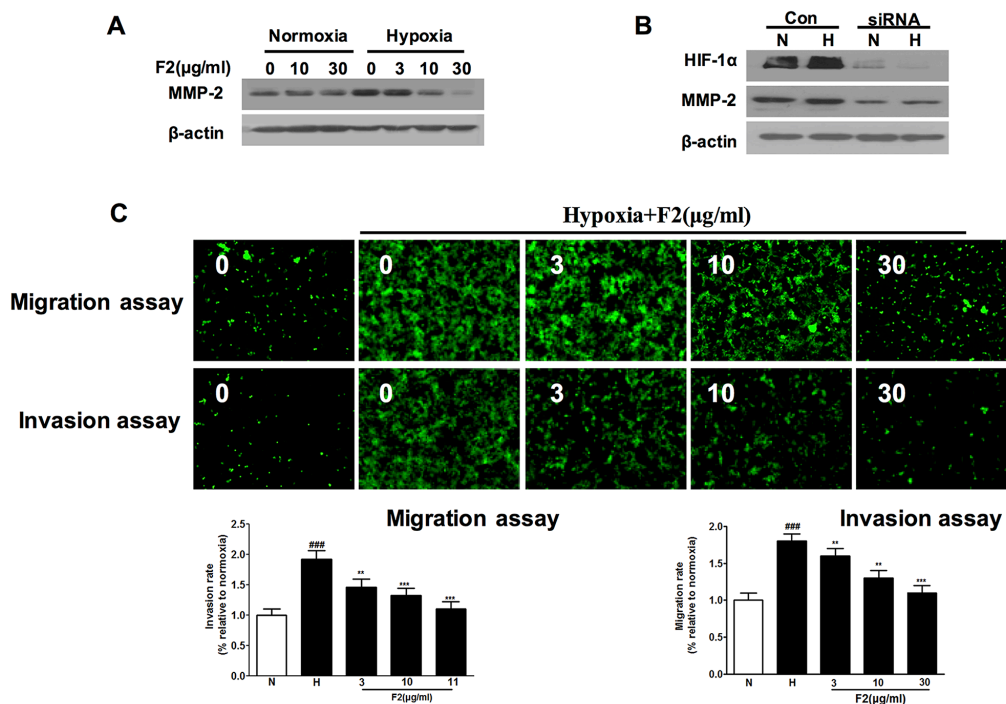 A
Normoxia Hypoxia
F2(μg/ml) 0 10 30 0 3 10 30
MMP-2
β-actin
B
Con siRNA
N H N H
HIF-1α
MMP-2
β-actin
C
Hypoxia+F2(μg/ml)
0 0 3 10 30
Migration assay
0 0 3 10 30
Invasion assay
Migration assay
Invasion rate
(% relative to normoxia)
2.5
2.0
1.5
1.0
0.5
0.0
###
**
***
***
N H 3 10 11
F2(μg/ml)
Invasion assay
Migration rate
(% relative to normoxia)
2.0
1.5
1.0
0.5
0.0
###
**
**
***
N H 3 10 30
F2(μg/ml)